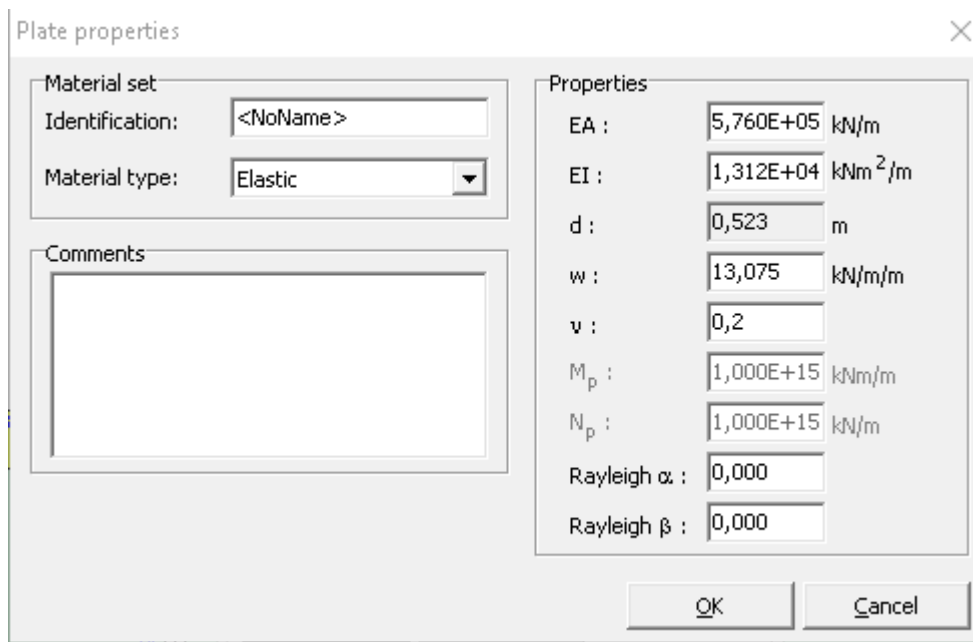 Plate properties
Material set
Identification: <NoName>
Material type: Elastic
Comments
Properties
EA : 5,760E+05 kN/m
EI : 1,312E+04 kNm²/m
d : 0,523 m
w : 13,075 kN/m/m
ν : 0,2
Mp : 1,000E+15 kNm/m
Np : 1,000E+15 kN/m
Rayleigh α : 0,000
Rayleigh β : 0,000
OK Cancel